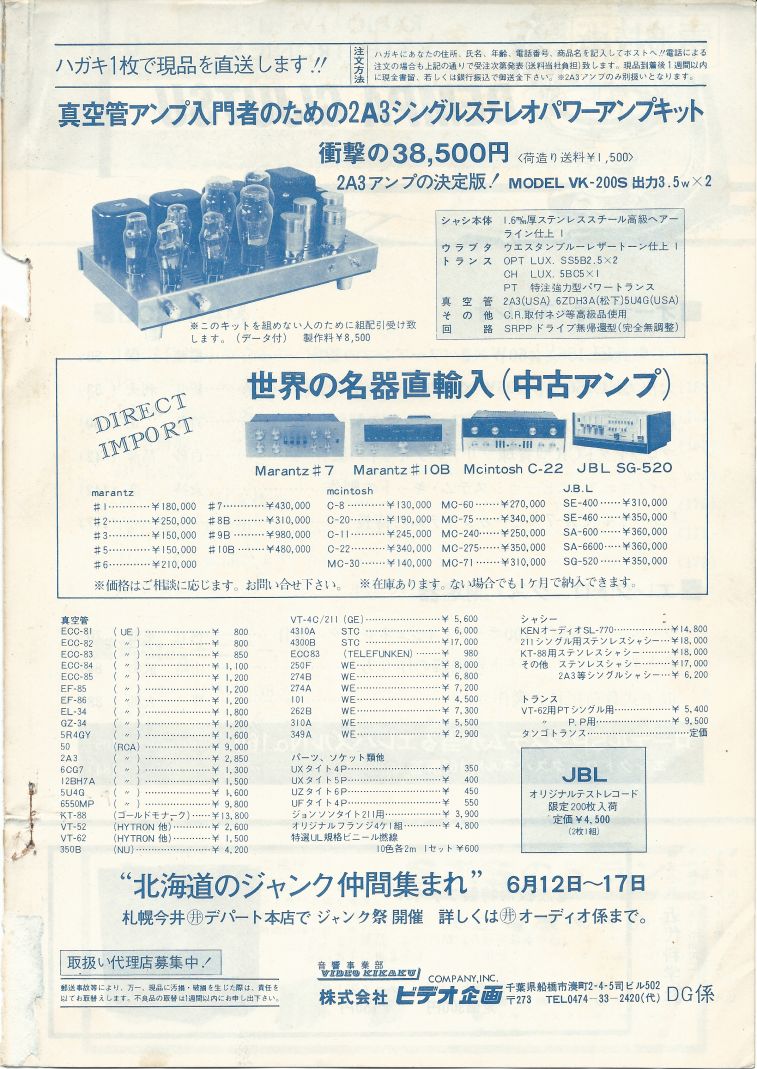 ハガキ1枚で現品を直送します!!
注文方法
ハガキにあなたの住所、氏名、年齢、電話番号、商品名を記入してポストへ!!電話による
注文の場合も上記の通りで受注次第発表(送料当社負担)致します。現品到着後1週間以内
に現金書留、若しくは銀行振込で御送金下さい。※2A3アンプのみ別扱いとなります。
真空管アンプ入門者のための2A3シングルステレオパワーアンプキット
衝撃の38,500円〈荷造り送料¥1,500〉
2A3アンプの決定版! MODEL VK-200S 出力3.5w×2
シャシ本体 1.6㎜厚ステンレススチール高級ヘアー
ライン仕上 1
ウラブタ ウエスタンブルーレザートーン仕上 1
トランス OPT LUX. SS5B2.5×2
CH LUX. 5BC5×1
PT 特注強力型パワートランス
真空管 2A3(USA) 6ZDH3A(松下)5U4G(USA)
その他 C.R.取付ネジ等高級品使用
回路 SRPPドライブ無帰還型(完全無調整)
※このキットを組めない人のために組配引受け致
します。(データ付) 製作料¥8,500
DIRECT
IMPORT
世界の名器直輸入(中古アンプ)
Marantz♯7 Marantz♯10B Mcintosh C-22 JBL SG-520
marantz
♯1…………¥180,000
♯2…………¥250,000
♯3…………¥150,000
♯5…………¥150,000
♯6…………¥210,000
♯7…………¥430,000
♯8B…………¥310,000
♯9B…………¥980,000
♯10B………¥480,000
mcintosh
C-8…………¥130,000
C-20…………¥190,000
C-11…………¥245,000
C-22…………¥340,000
MC-30………¥140,000
MC-60……¥270,000
MC-75……¥340,000
MC-240……¥250,000
MC-275……¥350,000
MC-71……¥310,000
J.B.L
SE-400……¥310,000
SE-460……¥350,000
SA-600……¥360,000
SA-6600……¥360,000
SG-520……¥350,000
※価格はご相談に応じます。お問い合せ下さい。 ※在庫あります。ない場合でも1ケ月で納入できます。
真空管
ECC-81 (UE)…………¥ 800
ECC-82 (〃)…………¥ 800
ECC-83 (〃)…………¥ 850
ECC-84 (〃)…………¥ 1,100
ECC-85 (〃)…………¥ 1,200
EF-85 (〃)…………¥ 1,200
EF-86 (〃)…………¥ 1,200
EL-34 (〃)…………¥ 1,800
GZ-34 (〃)…………¥ 1,200
5R4GY (〃)…………¥ 1,600
50 (RCA)…………¥ 9,000
2A3 (〃)…………¥ 2,850
6CG7 (〃)…………¥ 1,300
12BH7A (〃)…………¥ 1,500
5U4G (〃)…………¥ 1,600
6550MP (〃)…………¥ 9,800
KT-88 (ゴールドモナーク)…¥13,800
VT-52 (HYTRON 他)……¥ 2,600
VT-62 (HYTRON 他)……¥ 1,500
350B (NU)…………¥ 4,200
VT-4C/211 (GE)…………¥ 5,600
4310A STC…………¥ 6,000
4300B STC…………¥17,000
ECC83 (TELEFUNKEN)……¥ 980
250F WE…………¥ 8,000
274B WE…………¥ 6,800
274A WE…………¥ 7,200
101 WE…………¥ 4,500
262B WE…………¥ 7,300
310A WE…………¥ 5,500
349A WE…………¥ 2,900
パーツ、ソケット類他
UXタイト4P…………¥ 350
UXタイト5P…………¥ 400
UZタイト6P…………¥ 450
UFタイト4P…………¥ 550
ジョンソンタイト211用…………¥ 3,900
オリジナルフランジ4ケ1組…………¥ 4,800
特選UL規格ビニール撚線
10色各2m 1セット¥600
シャシー
KENオーディオSL-770…………¥14,800
211シングル用ステンレスシャシー…¥18,000
KT-88用ステンレスシャシー………¥18,000
その他 ステンレスシャシー………¥17,000
2A3等シングルシャシー…¥ 6,200
トランス
VT-62用PTシングル用…………¥ 5,400
〃 P.P用…………¥ 9,500
タンゴトランス…………定価
JBL
オリジナルテストレコード
限定200枚入荷
定価¥4,500
(2枚1組)
“北海道のジャンク仲間集まれ” 6月12日〜17日
札幌今井㊌デパート本店で ジャンク祭 開催 詳しくは㊌オーディオ係まで。
取扱い代理店募集中!
郵送事故等により、万一、現品に汚損・破損を生じた際は、責任を
以てお取替えします。不良品の取替は1週間以内にお申し出下さい。
音響事業部
VIDEO KIKAKU COMPANY,INC.
株式会社 ビデオ企画 千葉県船橋市湊町2-4-5司ビル502
〒273 TEL0474-33-2420(代) DG係